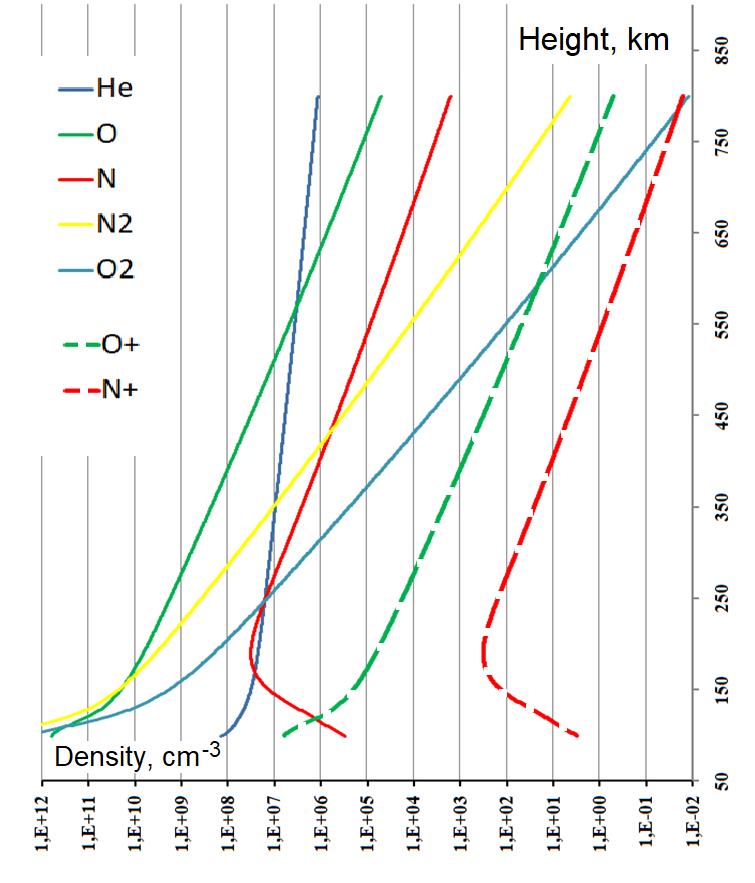 Height, km
He
O
N
N2
O2
O+
N+
850
750
650
550
450
350
250
150
50
Density, cm-3
1,E+12
1,E+11
1,E+10
1,E+09
1,E+08
1,E+07
1,E+06
1,E+05
1,E+04
1,E+03
1,E+02
1,E+01
1,E+00
1,E-01
1,E-02